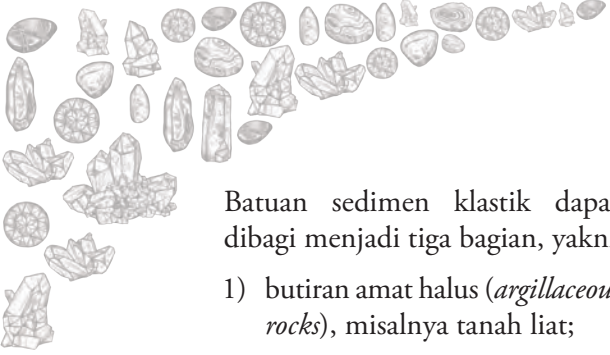 Batuan sedimen klastik dapa
dibagi menjadi tiga bagian, yakn
1) butiran amat halus (argillaceou
rocks), misalnya tanah liat;